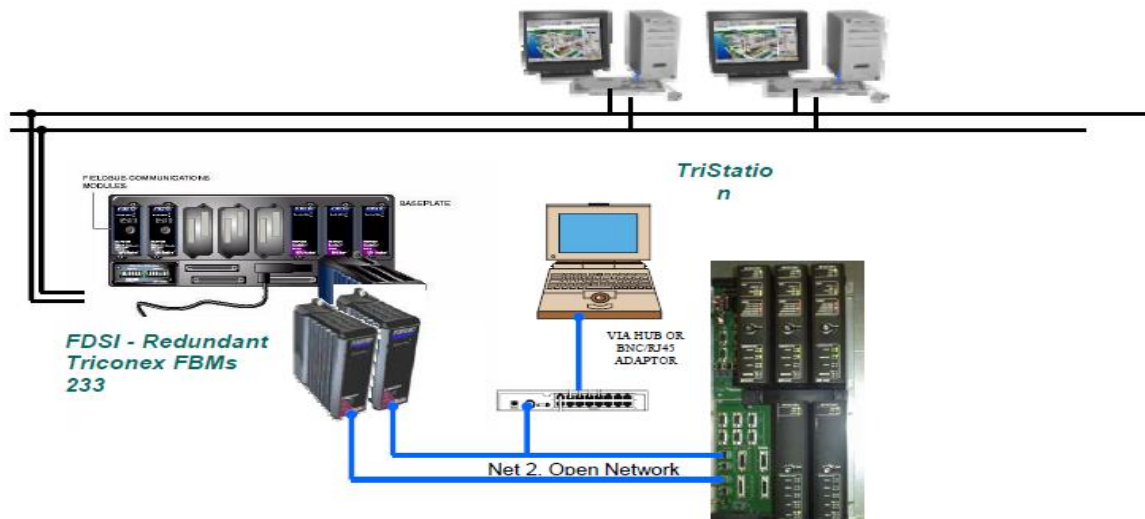 TriStatio
n
FIELDBUS COMMUNICATIONS
MODULES
BASEPLATE
FDSI - Redundant
Triconex FBMs
233
VIA HUB OR
BNC/RJ45
ADAPTOR
Net 2. Open Network